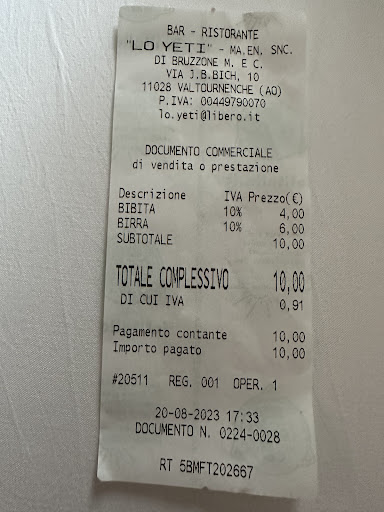 BAR - RISTORANTE
"LO YETI" - MA.EN. SNC.
DI BRUZZONE M. E C.
VIA J.B.BICH, 10
11028 VALTOURNENCHE (AO)
P.IVA: 00449790070
lo.yeti@libero.it
DOCUMENTO COMMERCIALE
di vendita o prestazione
Descrizione IVA Prezzo(€)
BIBITA 10% 4,00
BIRRA 10% 6,00
SUBTOTALE 10,00
TOTALE COMPLESSIVO 10,00
DI CUI IVA 0,91
Pagamento contante 10,00
Importo pagato 10,00
#20511 REG. 001 OPER. 1
20-08-2023 17:33
DOCUMENTO N. 0224-0028
RT 5BMFT202667